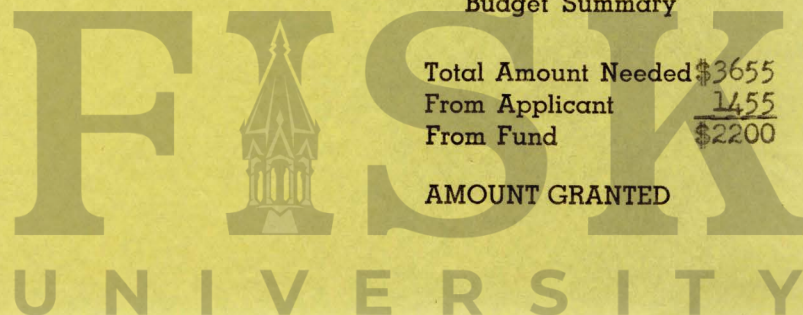 Budget Summary
Total Amount Needed $3655
From Applicant 1455
From Fund $2200
AMOUNT GRANTED
FISK
UNIVERSITY